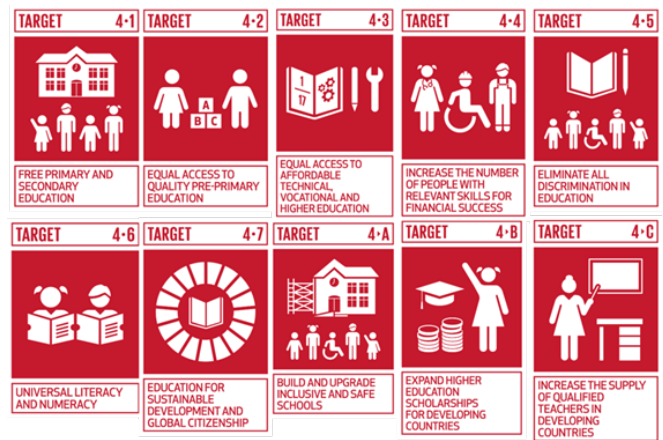 TARGET 4·1
FREE PRIMARY AND
SECONDARY
EDUCATION
TARGET 4·2
A
B C
EQUAL ACCESS TO
QUALITY PRE-PRIMARY
EDUCATION
TARGET 4·3
1
17
EQUAL ACCESS TO
AFFORDABLE
TECHNICAL,
VOCATIONAL AND
HIGHER EDUCATION
TARGET 4·4
INCREASE THE NUMBER
OF PEOPLE WITH
RELEVANT SKILLS FOR
FINANCIAL SUCCESS
TARGET 4·5
ELIMINATE ALL
DISCRIMINATION IN
EDUCATION
TARGET 4·6
UNIVERSAL LITERACY
AND NUMERACY
TARGET 4·7
EDUCATION FOR
SUSTAINABLE
DEVELOPMENT AND
GLOBAL CITIZENSHIP
TARGET 4·A
BUILD AND UPGRADE
INCLUSIVE AND SAFE
SCHOOLS
TARGET 4·B
EXPAND HIGHER
EDUCATION
SCHOLARSHIPS
FOR DEVELOPING
COUNTRIES
TARGET 4·C
INCREASE THE SUPPLY
OF QUALIFIED
TEACHERS IN
DEVELOPING
COUNTRIES